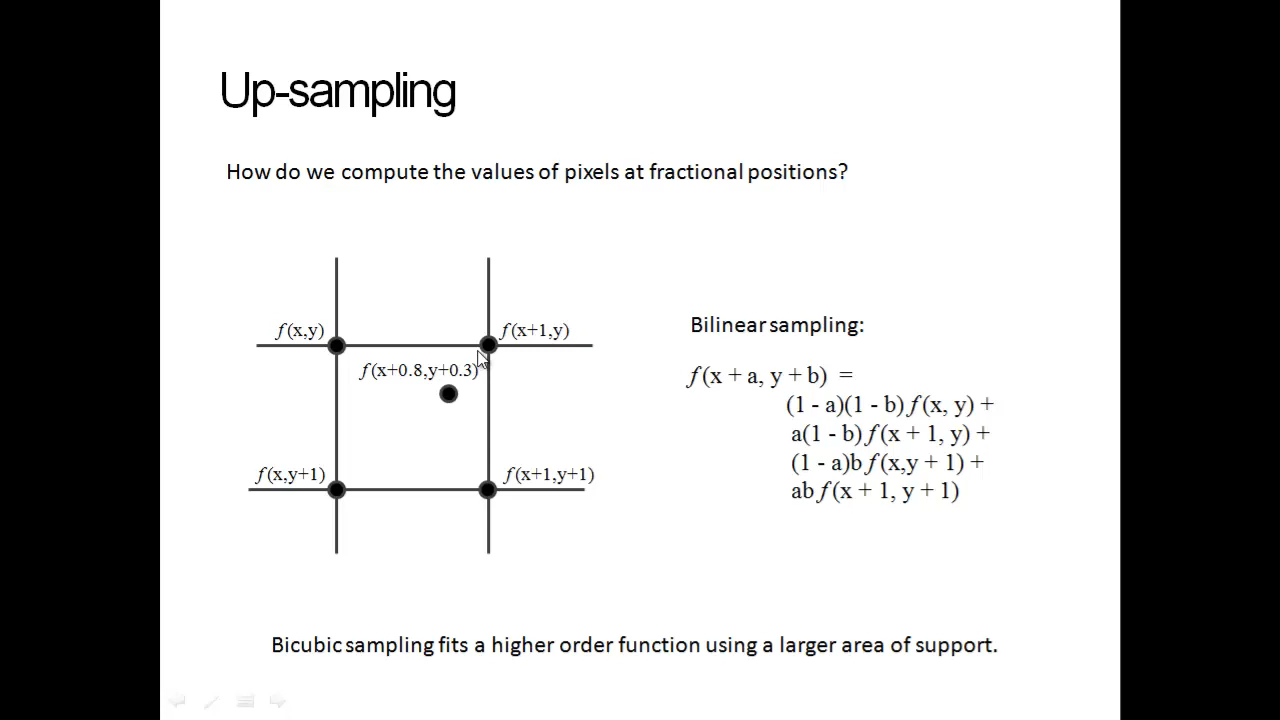 Up-sampling
How do we compute the values of pixels at fractional positions?
f(x,y)
f(x+1,y)
f(x+0.8,y+0.3)
f(x,y+1)
f(x+1,y+1)
Bilinear sampling:
f(x + a, y + b) =
(1 - a)(1 - b) f(x, y) +
a(1 - b) f(x + 1, y) +
(1 - a)b f(x,y + 1) +
ab f(x + 1, y + 1)
Bicubic sampling fits a higher order function using a larger area of support.